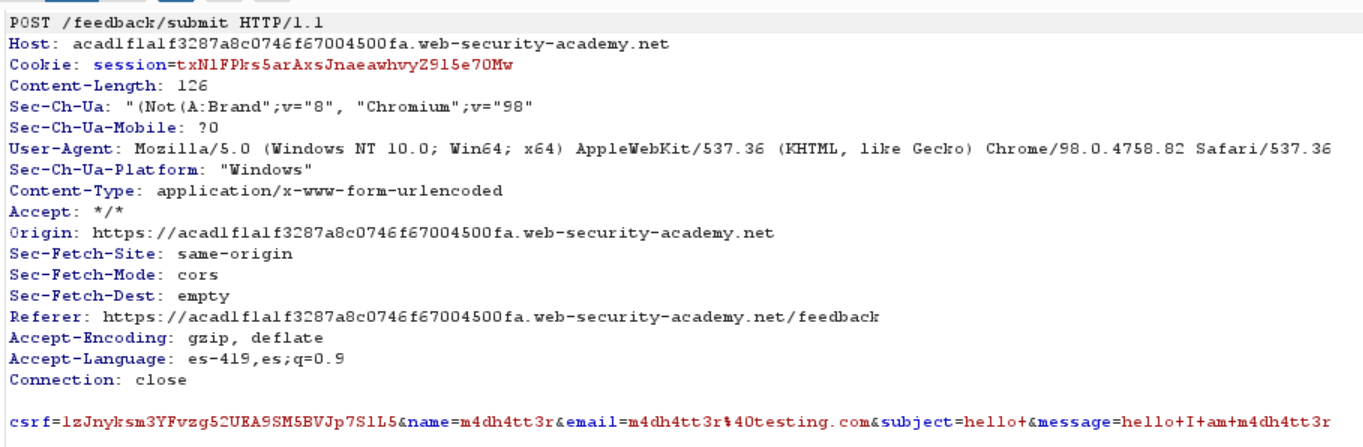 POST /feedback/submit HTTP/1.1
Host: acad1f1a1f3287a8c0746f67004500fa.web-security-academy.net
Cookie: session=txN1FPks5arAxsJnaeawhvyZ9l5e70Mw
Content-Length: 126
Sec-Ch-Ua: "(Not(A:Brand";v="8", "Chromium";v="98"
Sec-Ch-Ua-Mobile: ?0
User-Agent: Mozilla/5.0 (Windows NT 10.0; Win64; x64) AppleWebKit/537.36 (KHTML, like Gecko) Chrome/98.0.4758.82 Safari/537.36
Sec-Ch-Ua-Platform: "Windows"
Content-Type: application/x-www-form-urlencoded
Accept: */*
Origin: https://acad1f1a1f3287a8c0746f67004500fa.web-security-academy.net
Sec-Fetch-Site: same-origin
Sec-Fetch-Mode: cors
Sec-Fetch-Dest: empty
Referer: https://acad1f1a1f3287a8c0746f67004500fa.web-security-academy.net/feedback
Accept-Encoding: gzip, deflate
Accept-Language: es-419,es;q=0.9
Connection: close
csrf=1zJnyksm3YFvzg52UEA9SM5BVJp7S1L5&name=m4dh4tt3r&email=m4dh4tt3r%40testing.com&subject=hello+&message=hello+I+am+m4dh4tt3r